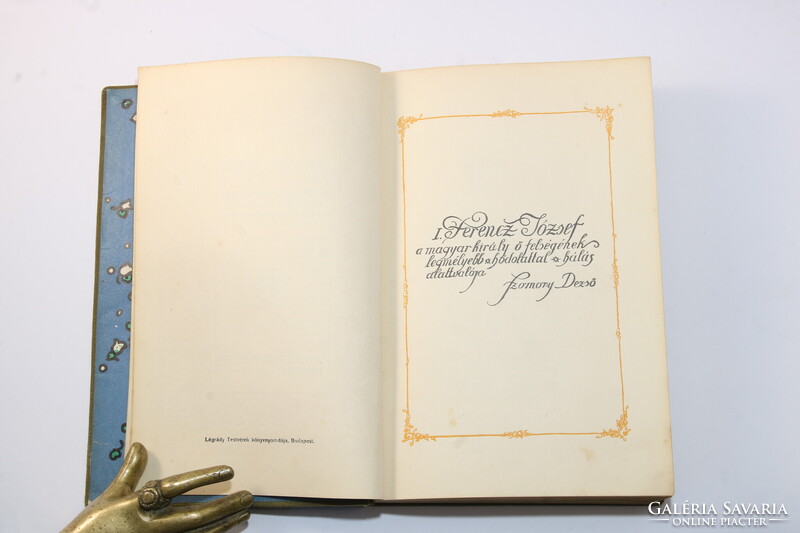 Légrády Testvérek könyvnyomdája, Budapest.
I. Ferencz József
a magyar király ő felségének
legmélyebb hódolattal hálás
alattvalója
Szomory Dezső
GALÉRIA SAVARIA
ONLINE PIACTÉR